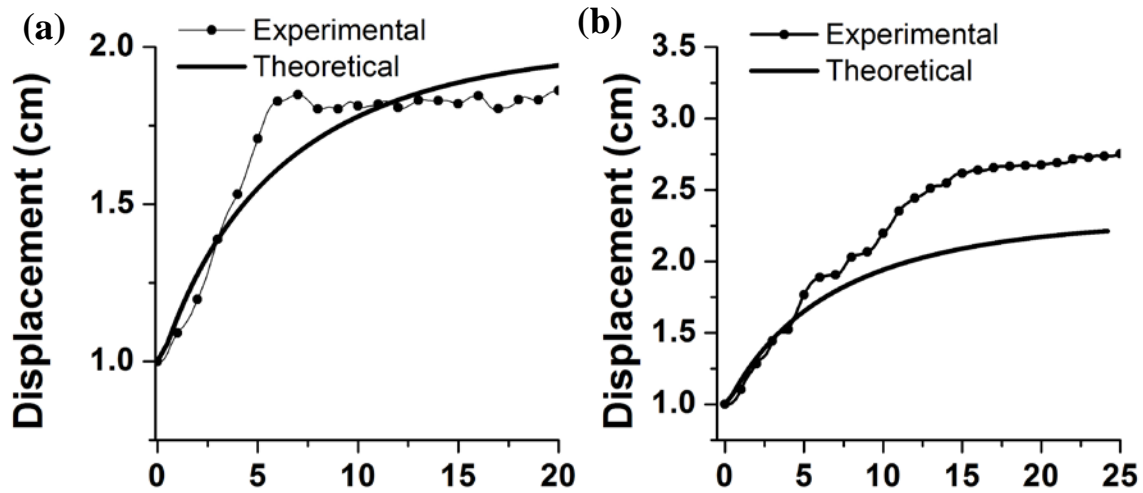 (a)
Experimental
Theoretical
Displacement (cm)
2.0
1.5
1.0
0 5 10 15 20
(b)
Experimental
Theoretical
Displacement (cm)
3.5
3.0
2.5
2.0
1.5
1.0
0 5 10 15 20 25